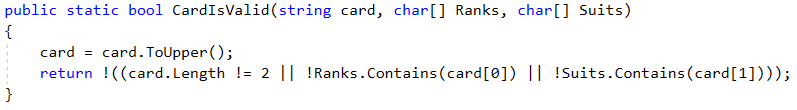 public static bool CardIsValid(string card, char[] Ranks, char[] Suits)
{
card = card.ToUpper();
return !((card.Length != 2 || !Ranks.Contains(card[0]) || !Suits.Contains(card[1])));
}